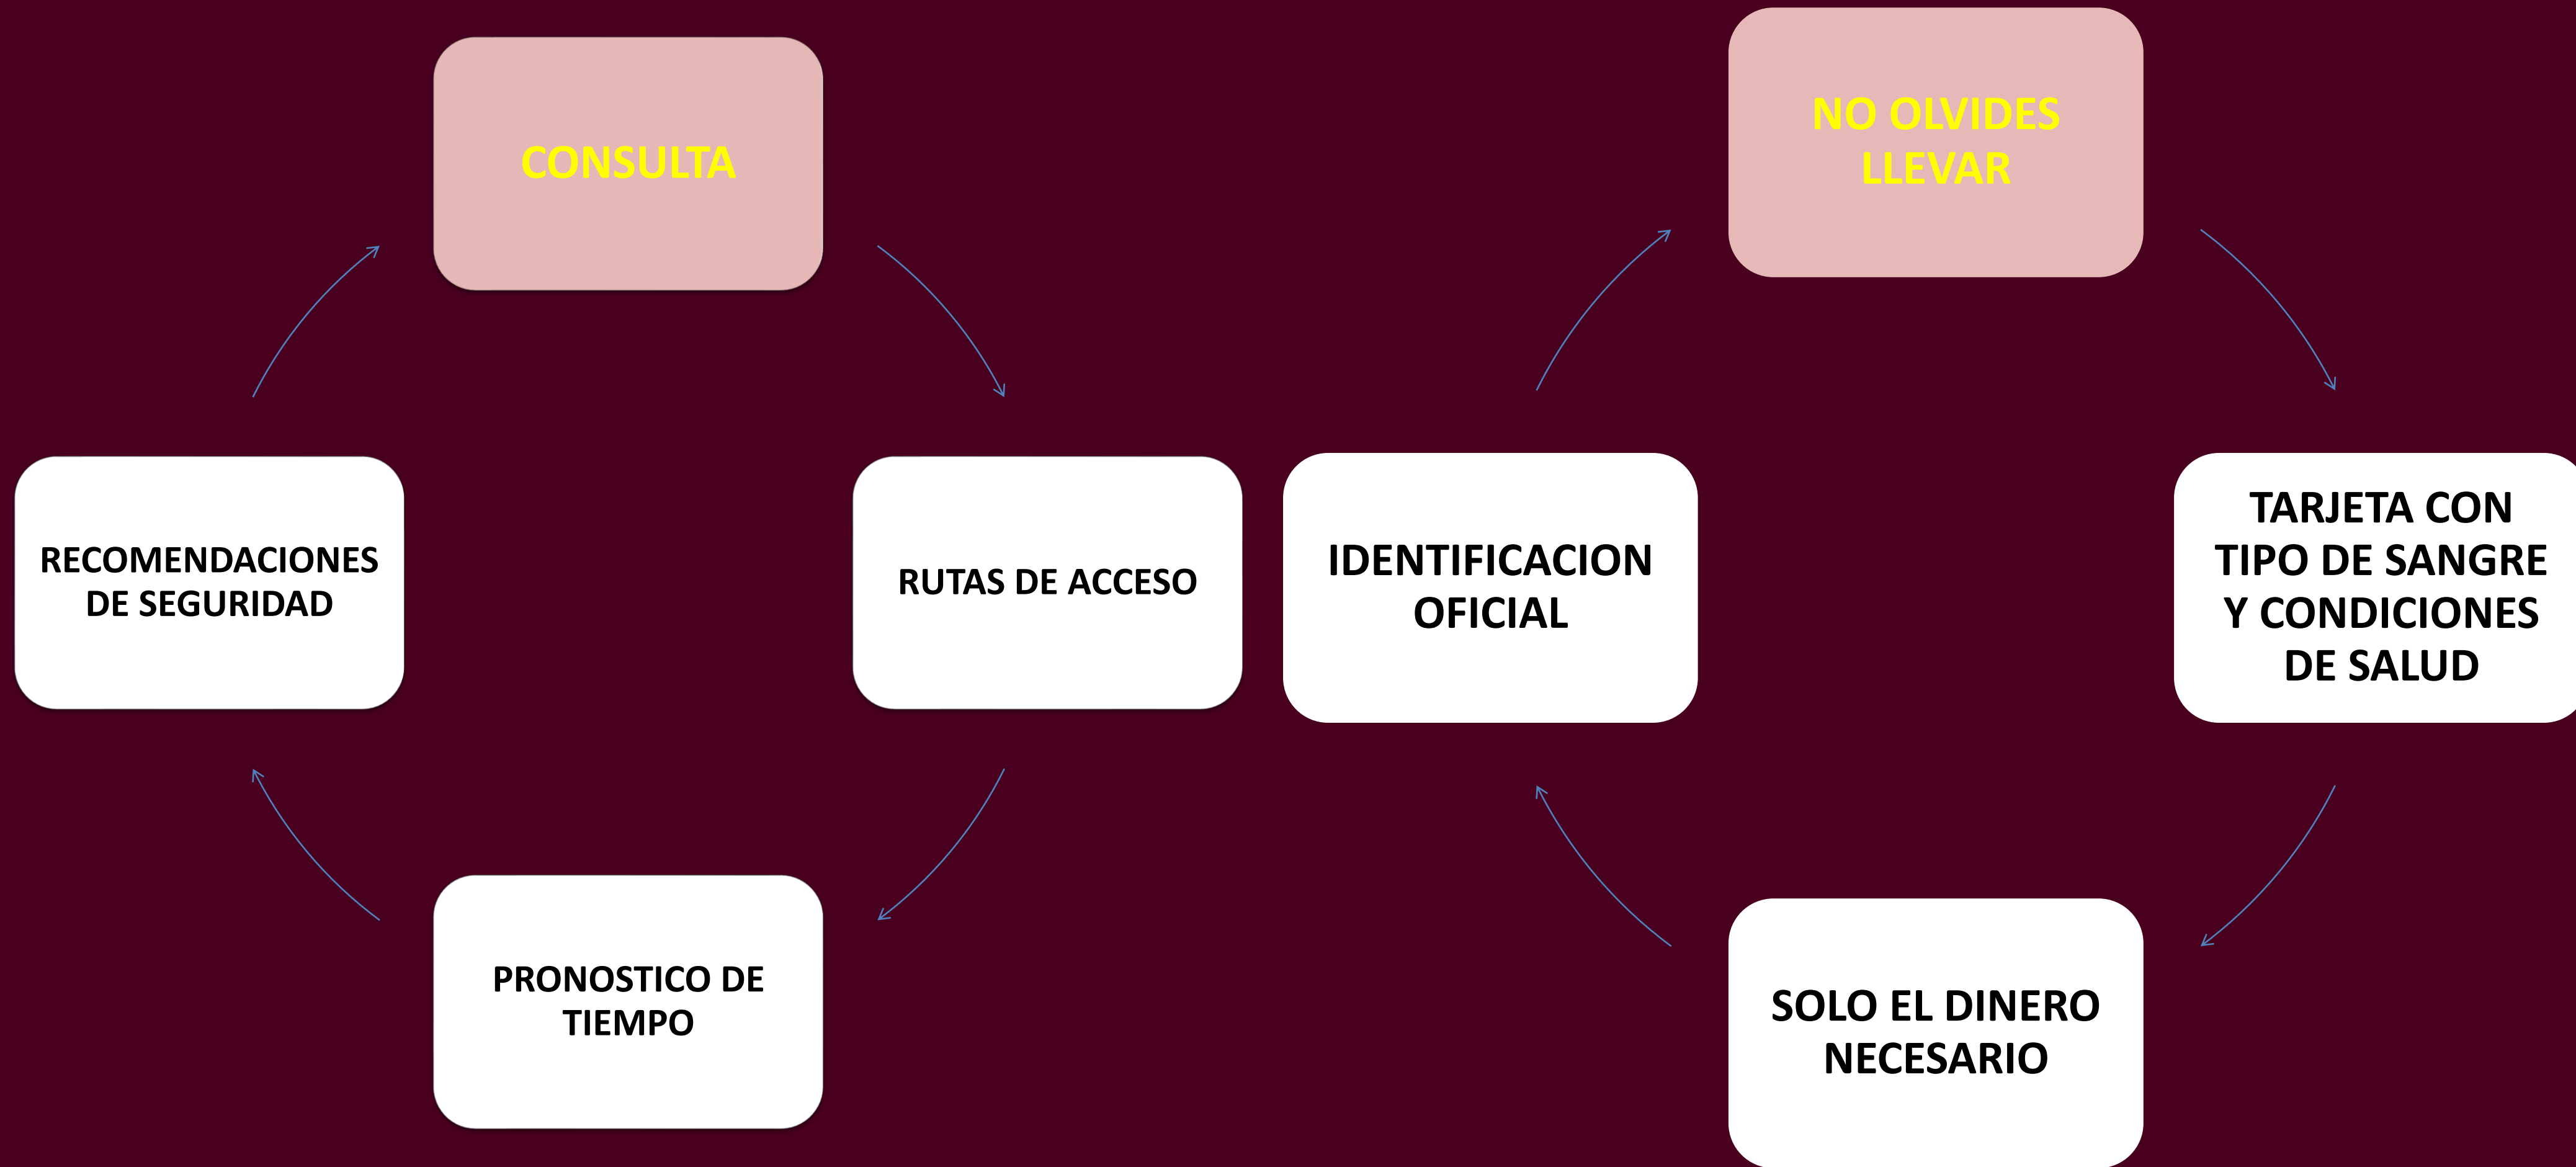 CONSULTA
RUTAS DE ACCESO
PRONOSTICO DE
TIEMPO
RECOMENDACIONES
DE SEGURIDAD
NO OLVIDES
LLEVAR
TARJETA CON
TIPO DE SANGRE
Y CONDICIONES
DE SALUD
SOLO EL DINERO
NECESARIO
IDENTIFICACION
OFICIAL